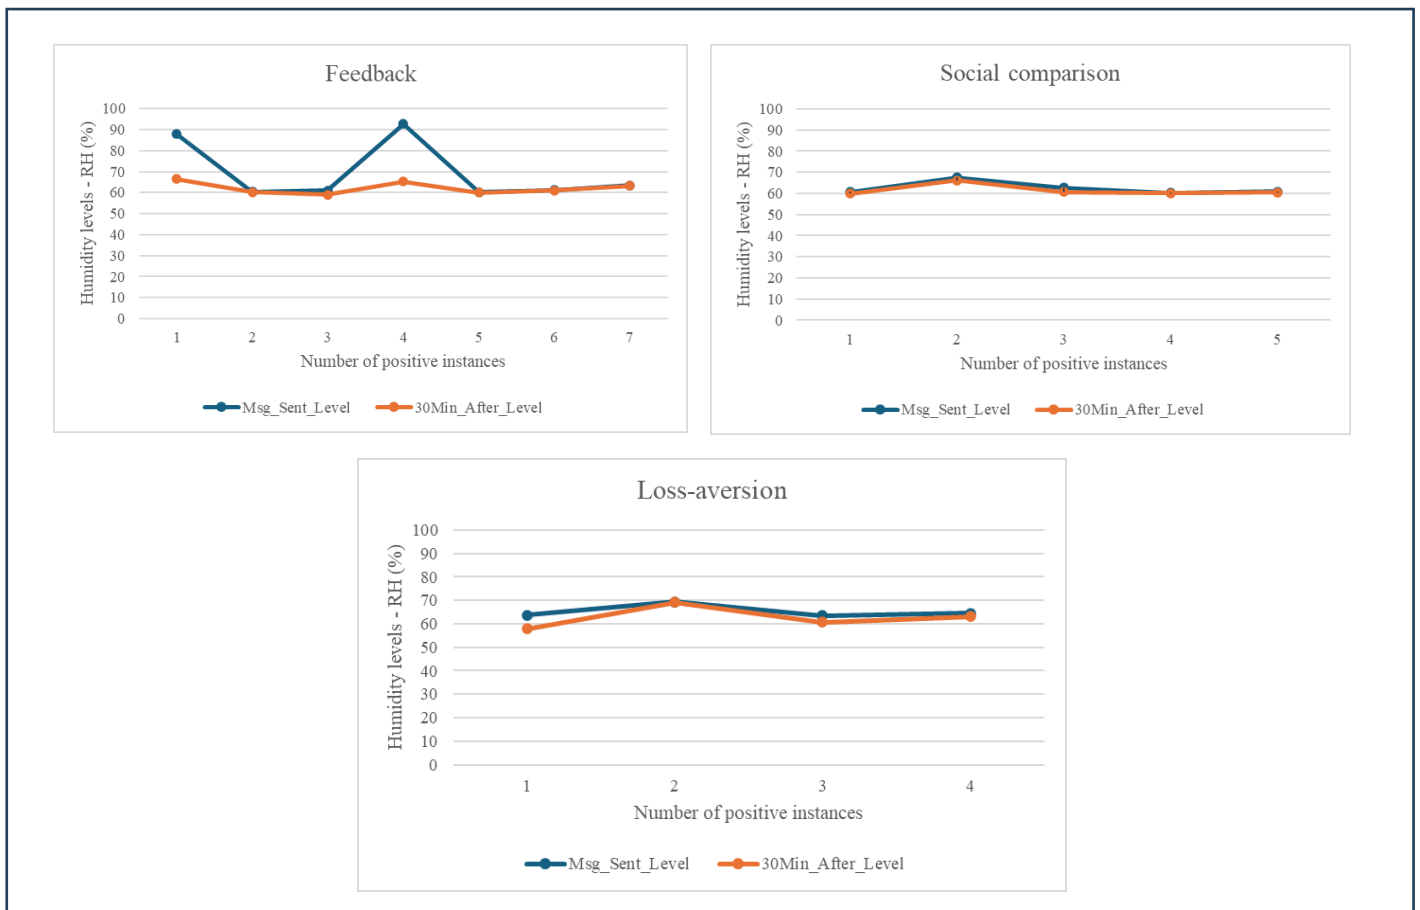 Feedback
Humidity levels - RH (%)
100
90
80
70
60
50
40
30
20
10
0
1 2 3 4 5 6 7
Number of positive instances
Msg_Sent_Level 30Min_After_Level
Social comparison
Humidity levels - RH (%)
100
90
80
70
60
50
40
30
20
10
0
1 2 3 4 5
Number of positive instances
Msg_Sent_Level 30Min_After_Level
Loss-aversion
Humidity levels - RH (%)
100
90
80
70
60
50
40
30
20
10
0
1 2 3 4
Number of positive instances
Msg_Sent_Level 30Min_After_Level